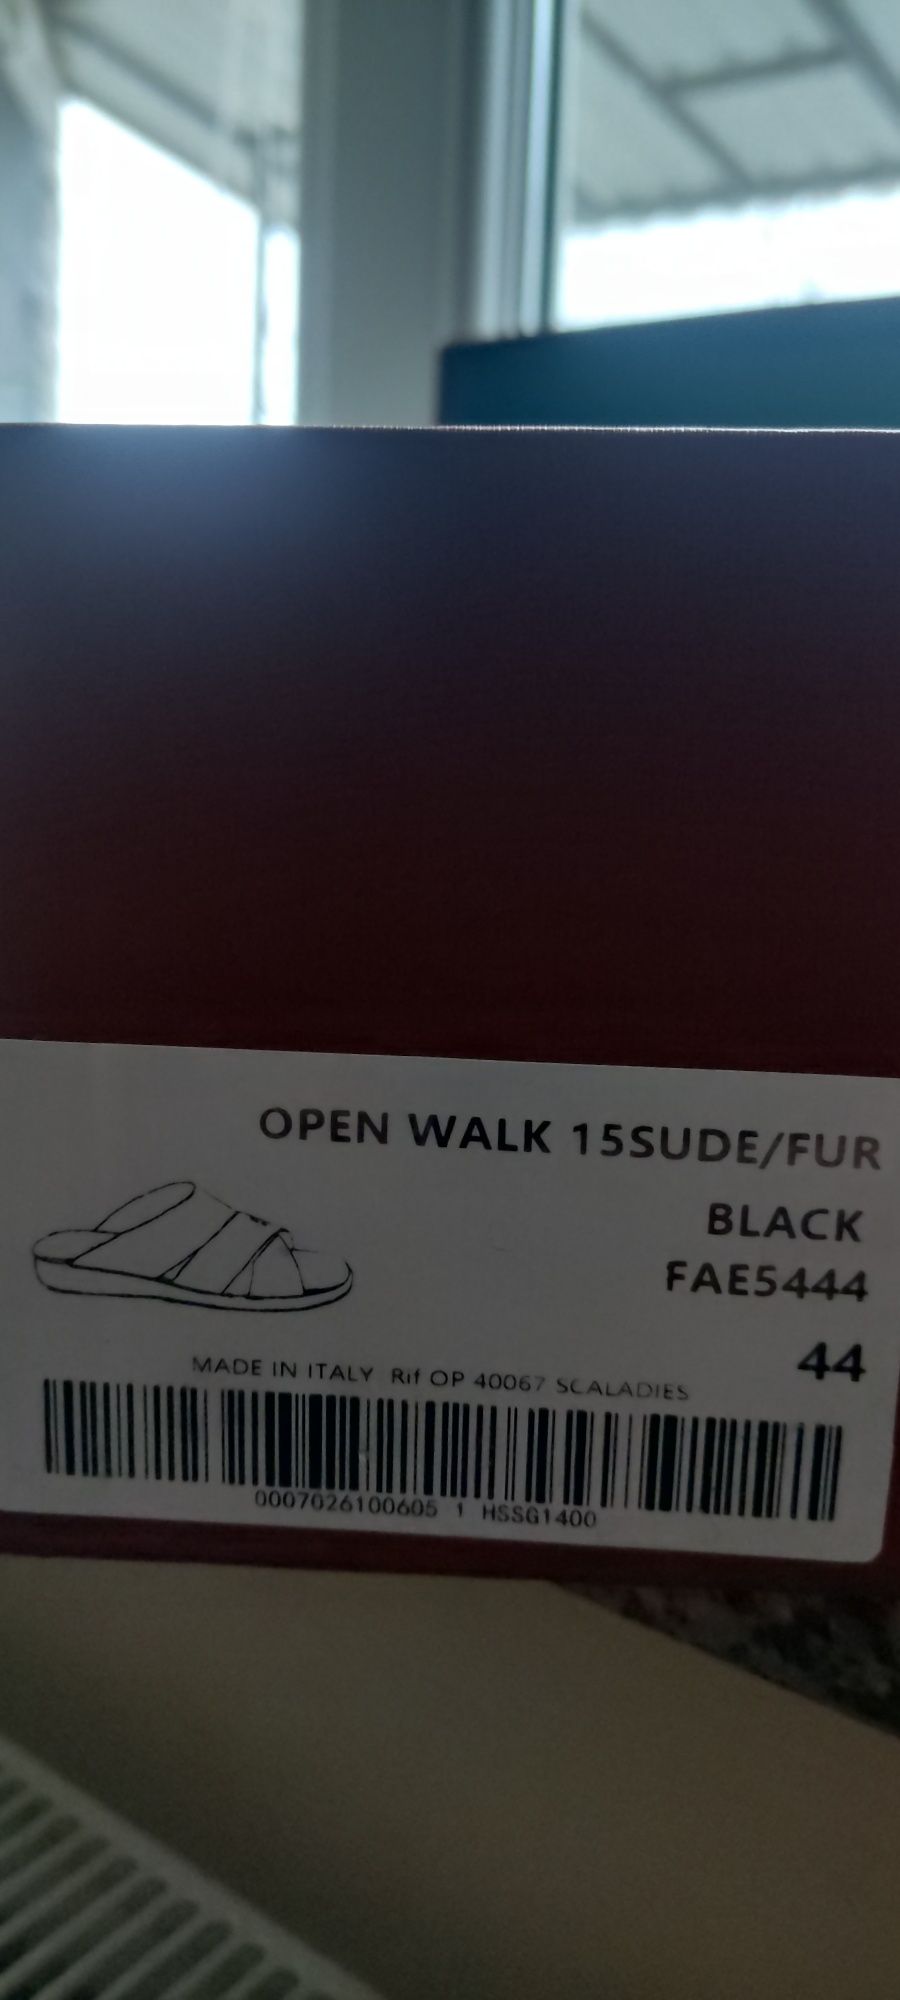 OPEN WALK 15SUDE/FUR
BLACK
FAE5444
44
MADE IN ITALY Rif OP 40067 SCALADIES
0007026100605 1 HSSG1400